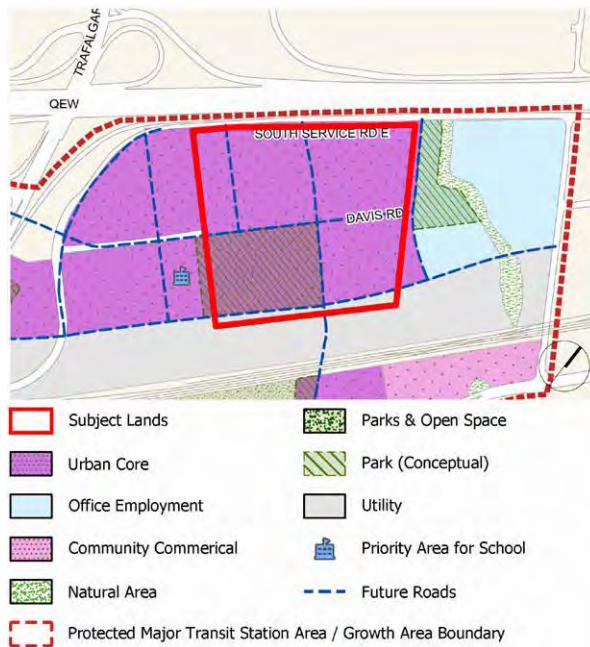 TRAFALGAR
QEW
SOUTH SERVICE RD E
DAVIS RD
Subject Lands
Parks & Open Space
Urban Core
Park (Conceptual)
Office Employment
Utility
Community Commerical
Priority Area for School
Natural Area
Future Roads
Protected Major Transit Station Area / Growth Area Boundary